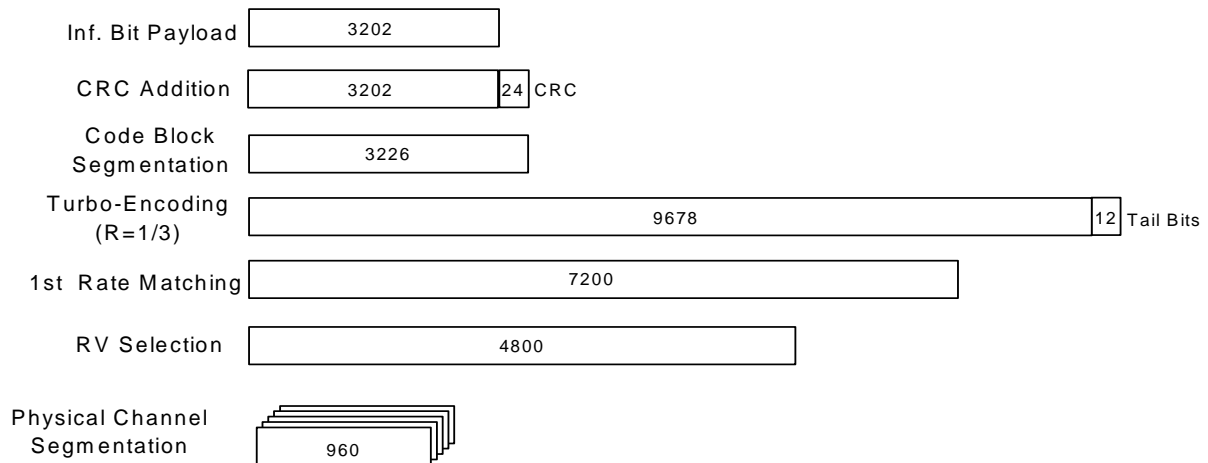 Inf. Bit Payload 3202
CRC Addition 3202 24 CRC
Code Block
Segmentation 3226
Turbo-Encoding
(R=1/3) 9678 12 Tail Bits
1st Rate Matching 7200
RV Selection 4800
Physical Channel
Segmentation 960